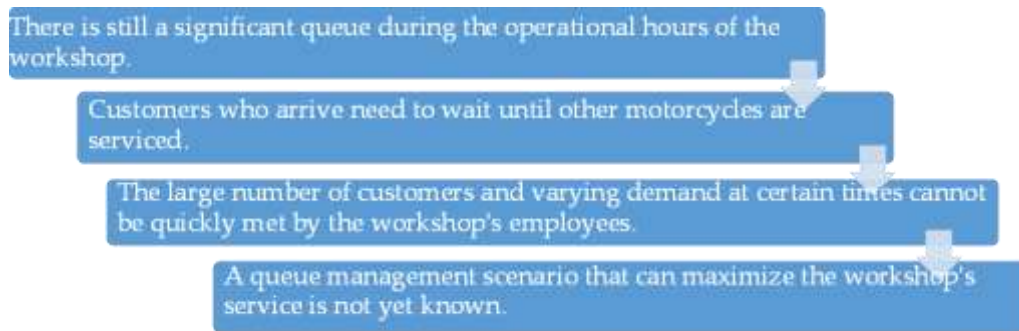 There is still a significant queue during the operational hours of the
workshop.
Customers who arrive need to wait until other motorcycles are
serviced.
The large number of customers and varying demand at certain times cannot
be quickly met by the workshop's employees.
A queue management scenario that can maximize the workshop's
service is not yet known.